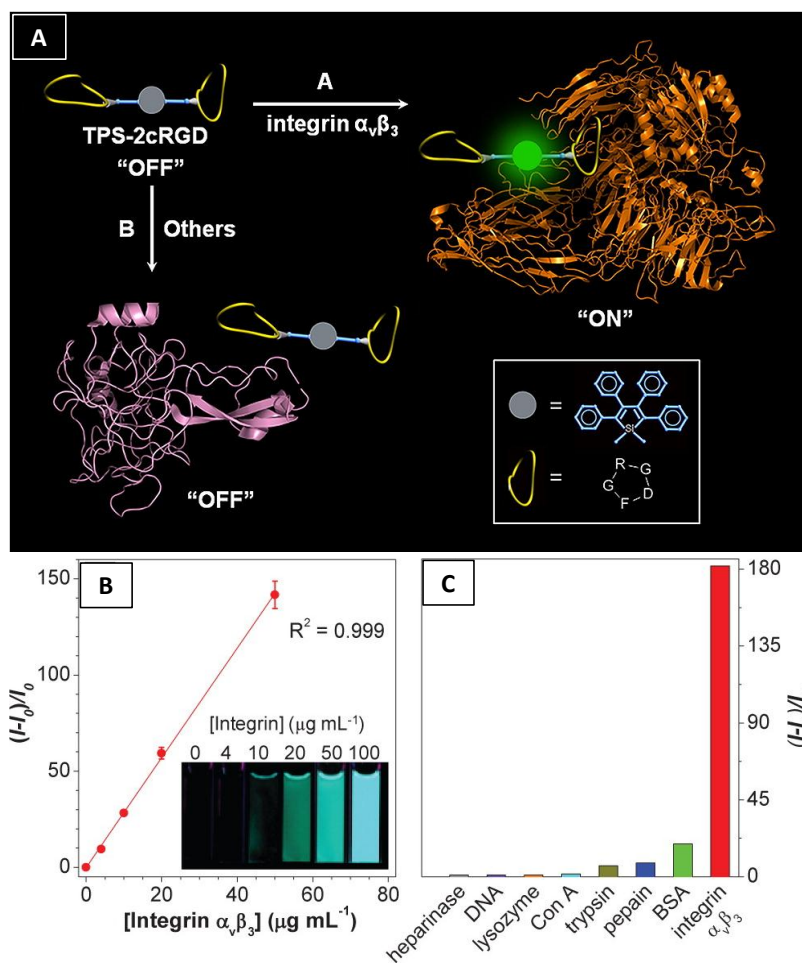 A
TPS-2cRGD
"OFF"
A
integrin αvβ3
B Others
"ON"
"OFF"
=
Si
=
R
G
G
D
F
B
R² = 0.999
[Integrin] (μg mL⁻¹)
0 4 10 20 50 100
150
100
50
0
(I-I₀)/I₀
0 20 40 60 80
[Integrin αvβ3] (μg mL⁻¹)
C
180
135
90
45
0
heparinase
DNA
lysozyme
Con A
trypsin
pepain
BSA
integrin
αvβ3